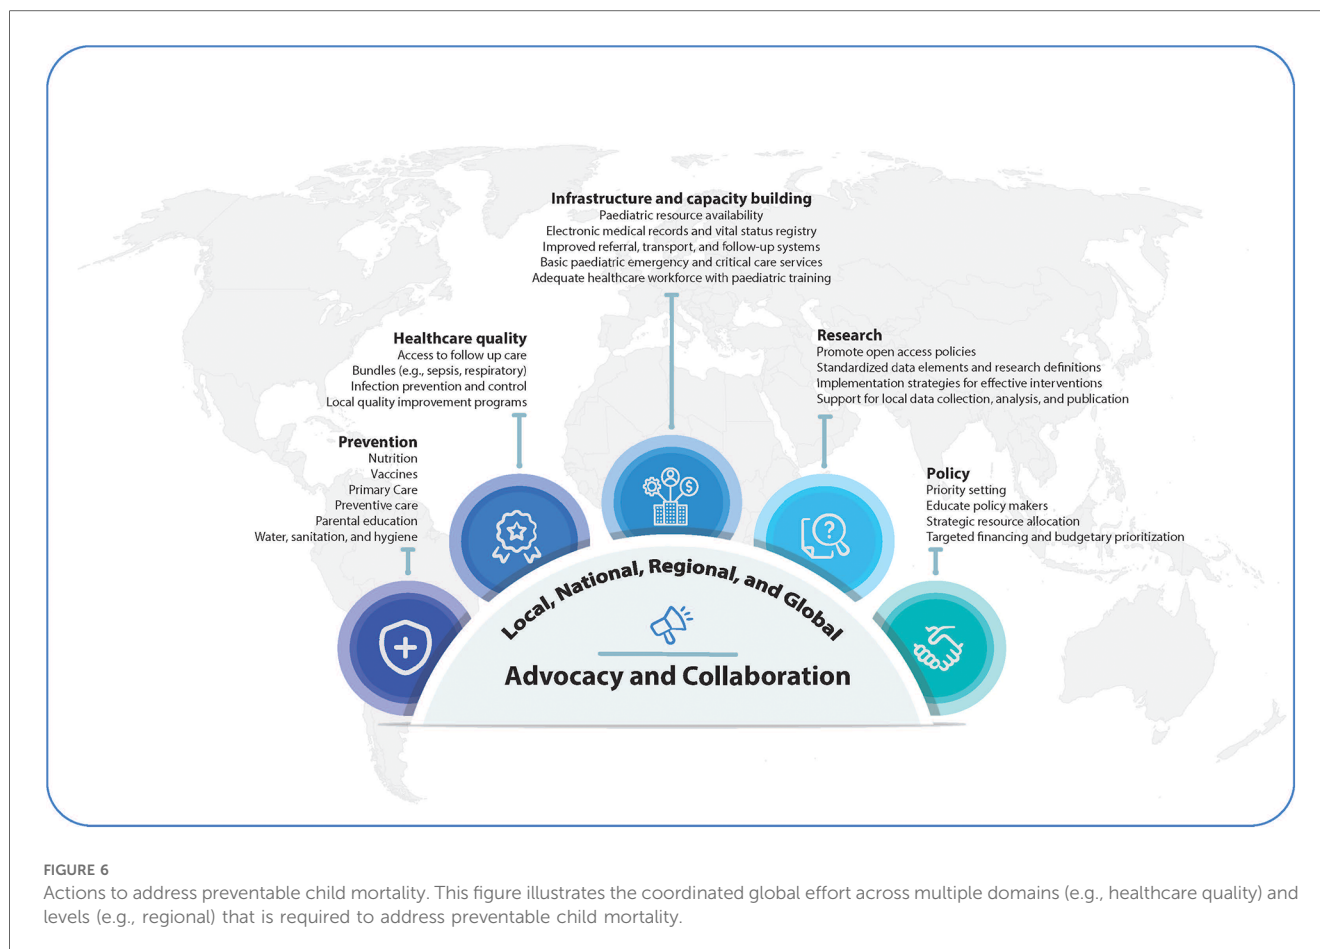 Infrastructure and capacity building
Paediatric resource availability
Electronic medical records and vital status registry
Improved referral, transport, and follow-up systems
Basic paediatric emergency and critical care services
Adequate healthcare workforce with paediatric training
Healthcare quality
Access to follow up care
Bundles (e.g., sepsis, respiratory)
Infection prevention and control
Local quality improvement programs
Research
Promote open access policies
Standardized data elements and research definitions
Implementation strategies for effective interventions
Support for local data collection, analysis, and publication
Prevention
Nutrition
Vaccines
Primary Care
Preventive care
Parental education
Water, sanitation, and hygiene
Policy
Priority setting
Educate policy makers
Strategic resource allocation
Targeted financing and budgetary prioritization
Local, National, Regional, and Global
Advocacy and Collaboration
FIGURE 6
Actions to address preventable child mortality. This figure illustrates the coordinated global effort across multiple domains (e.g., healthcare quality) and
levels (e.g., regional) that is required to address preventable child mortality.